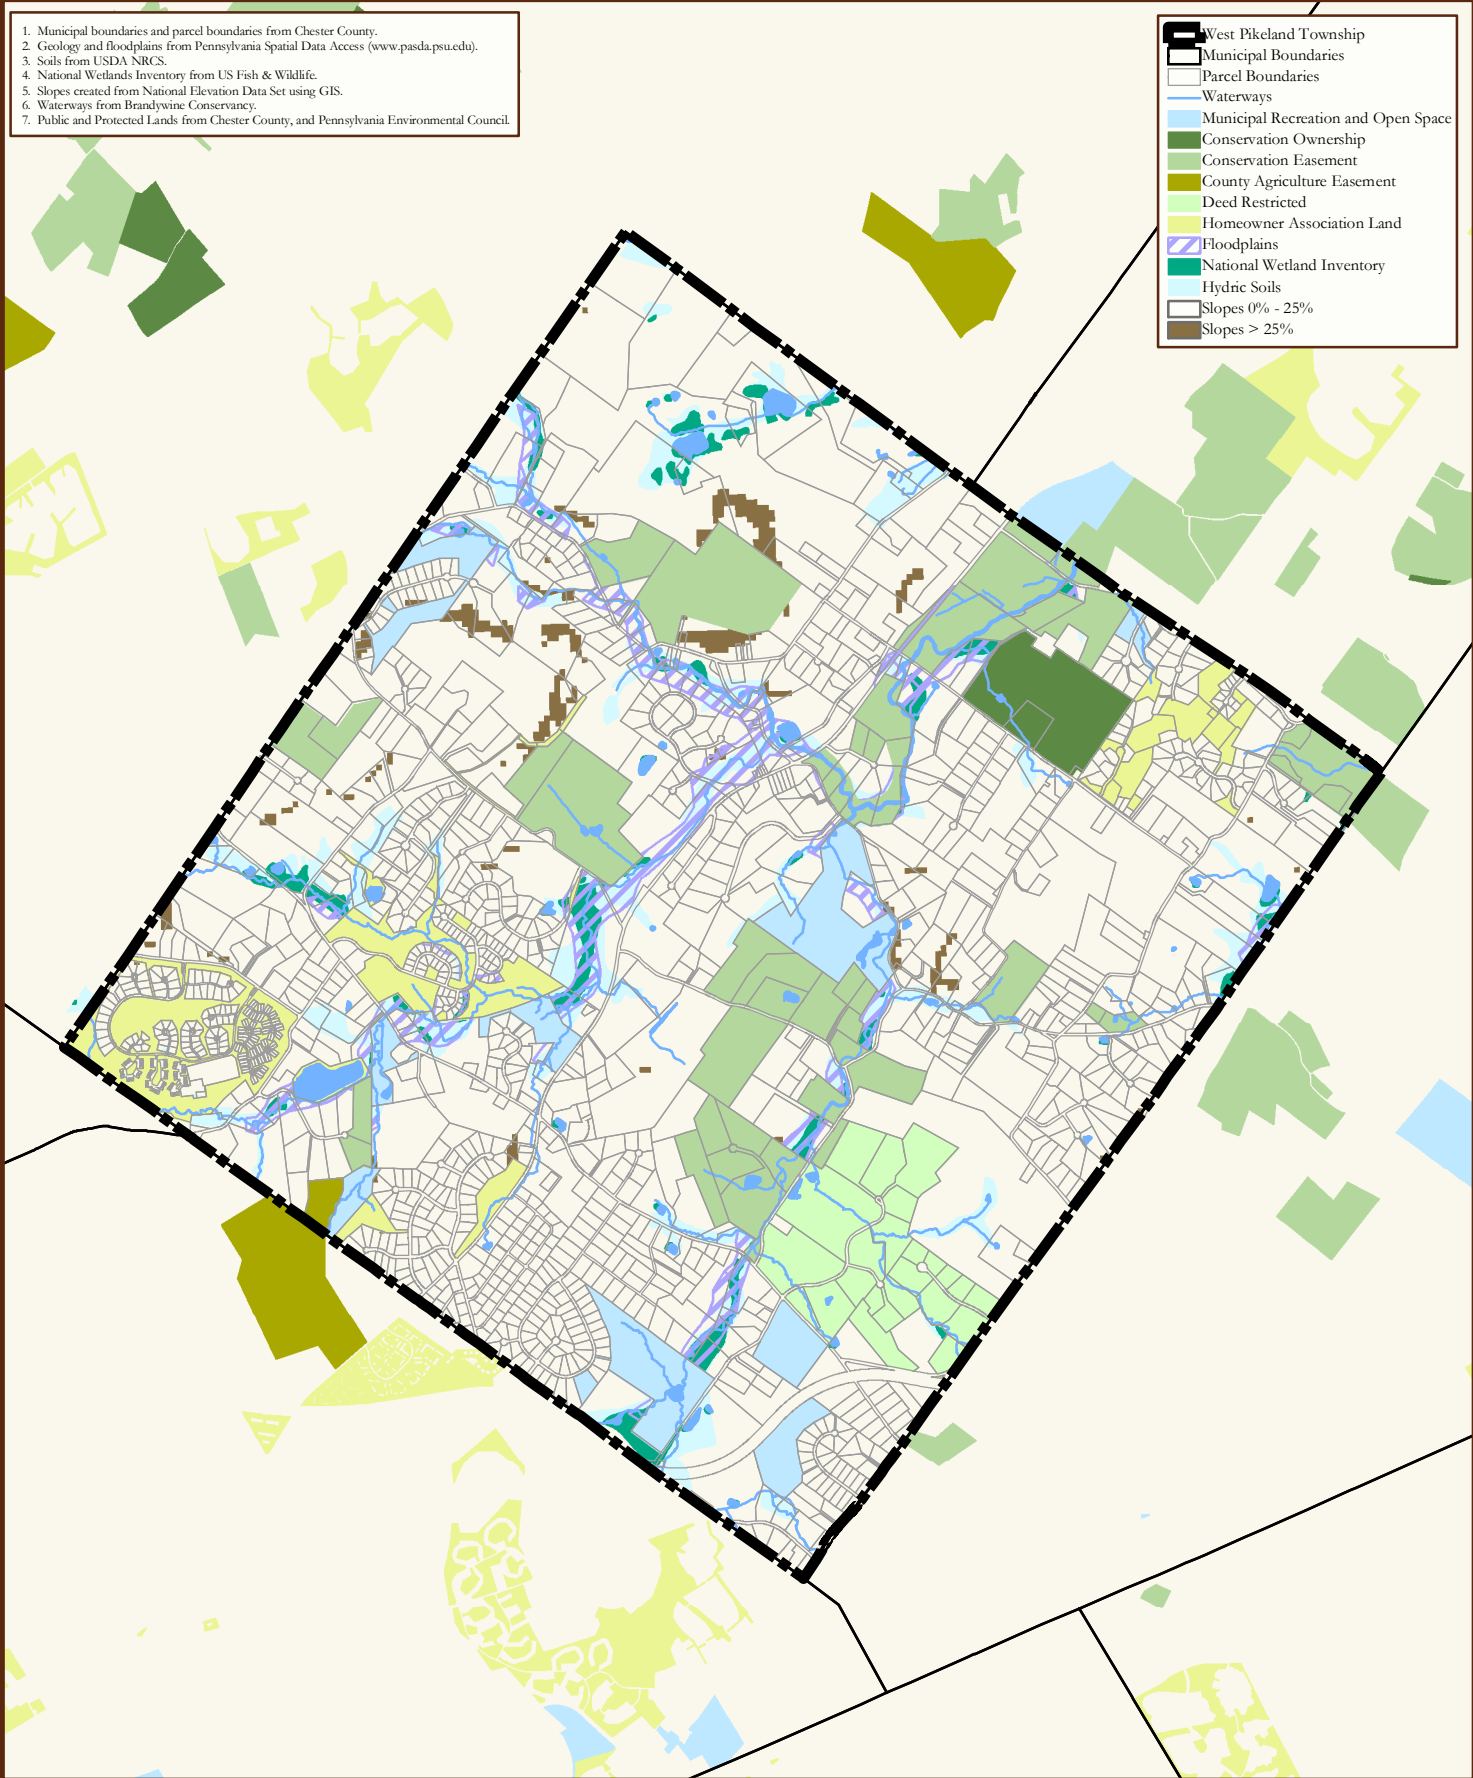 1. Municipal boundaries and parcel boundaries from Chester County.
2. Geology and floodplains from Pennsylvania Spatial Data Access (www.pasda.psu.edu).
3. Soils from USDA NRCS.
4. National Wetlands Inventory from US Fish & Wildlife.
5. Slopes created from National Elevation Data Set using GIS.
6. Waterways from Brandywine Conservancy.
7. Public and Protected Lands from Chester County, and Pennsylvania Environmental Council.
West Pikeland Township
Municipal Boundaries
Parcel Boundaries
Waterways
Municipal Recreation and Open Space
Conservation Ownership
Conservation Easement
County Agriculture Easement
Deed Restricted
Homeowner Association Land
Floodplains
National Wetland Inventory
Hydric Soils
Slopes 0% - 25%
Slopes > 25%